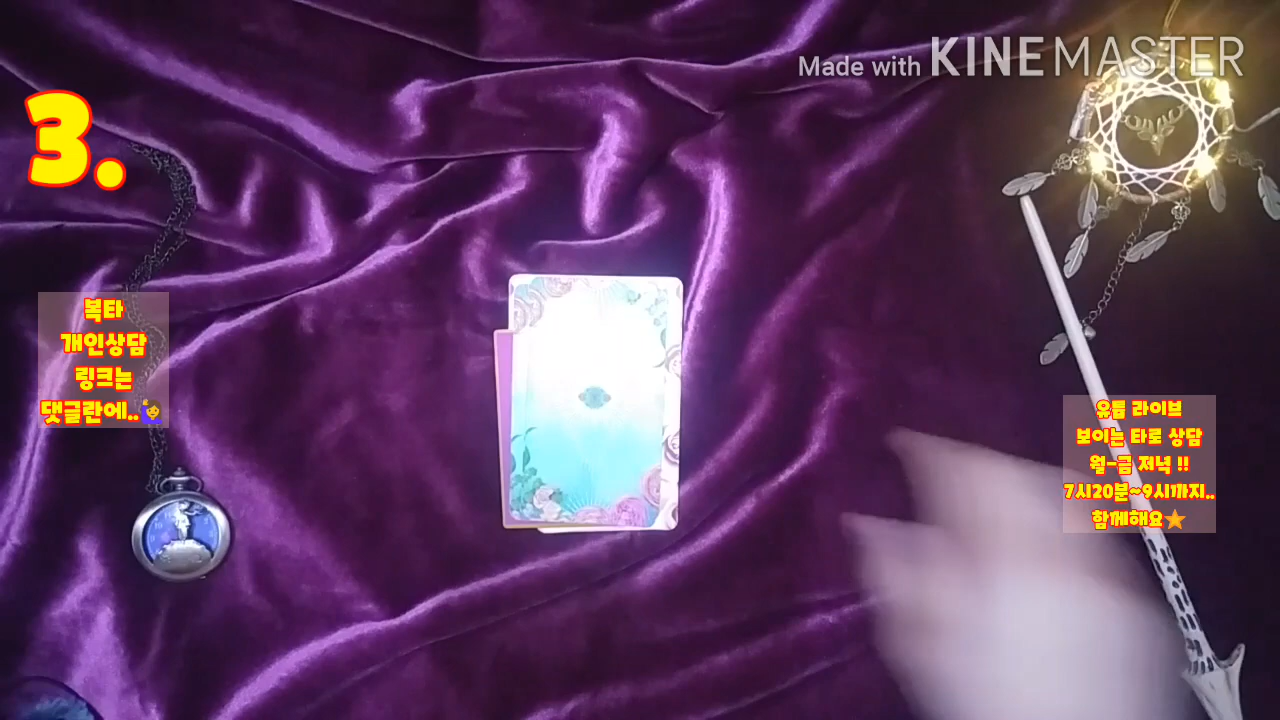 Made with KINEMASTER
3.
복타
개인상담
링크는
댓글란에..🙋‍♀️
유튭 라이브
보이는 타로 상담
월-금 저녁 !!
7시20분~9시까지..
함께해요⭐